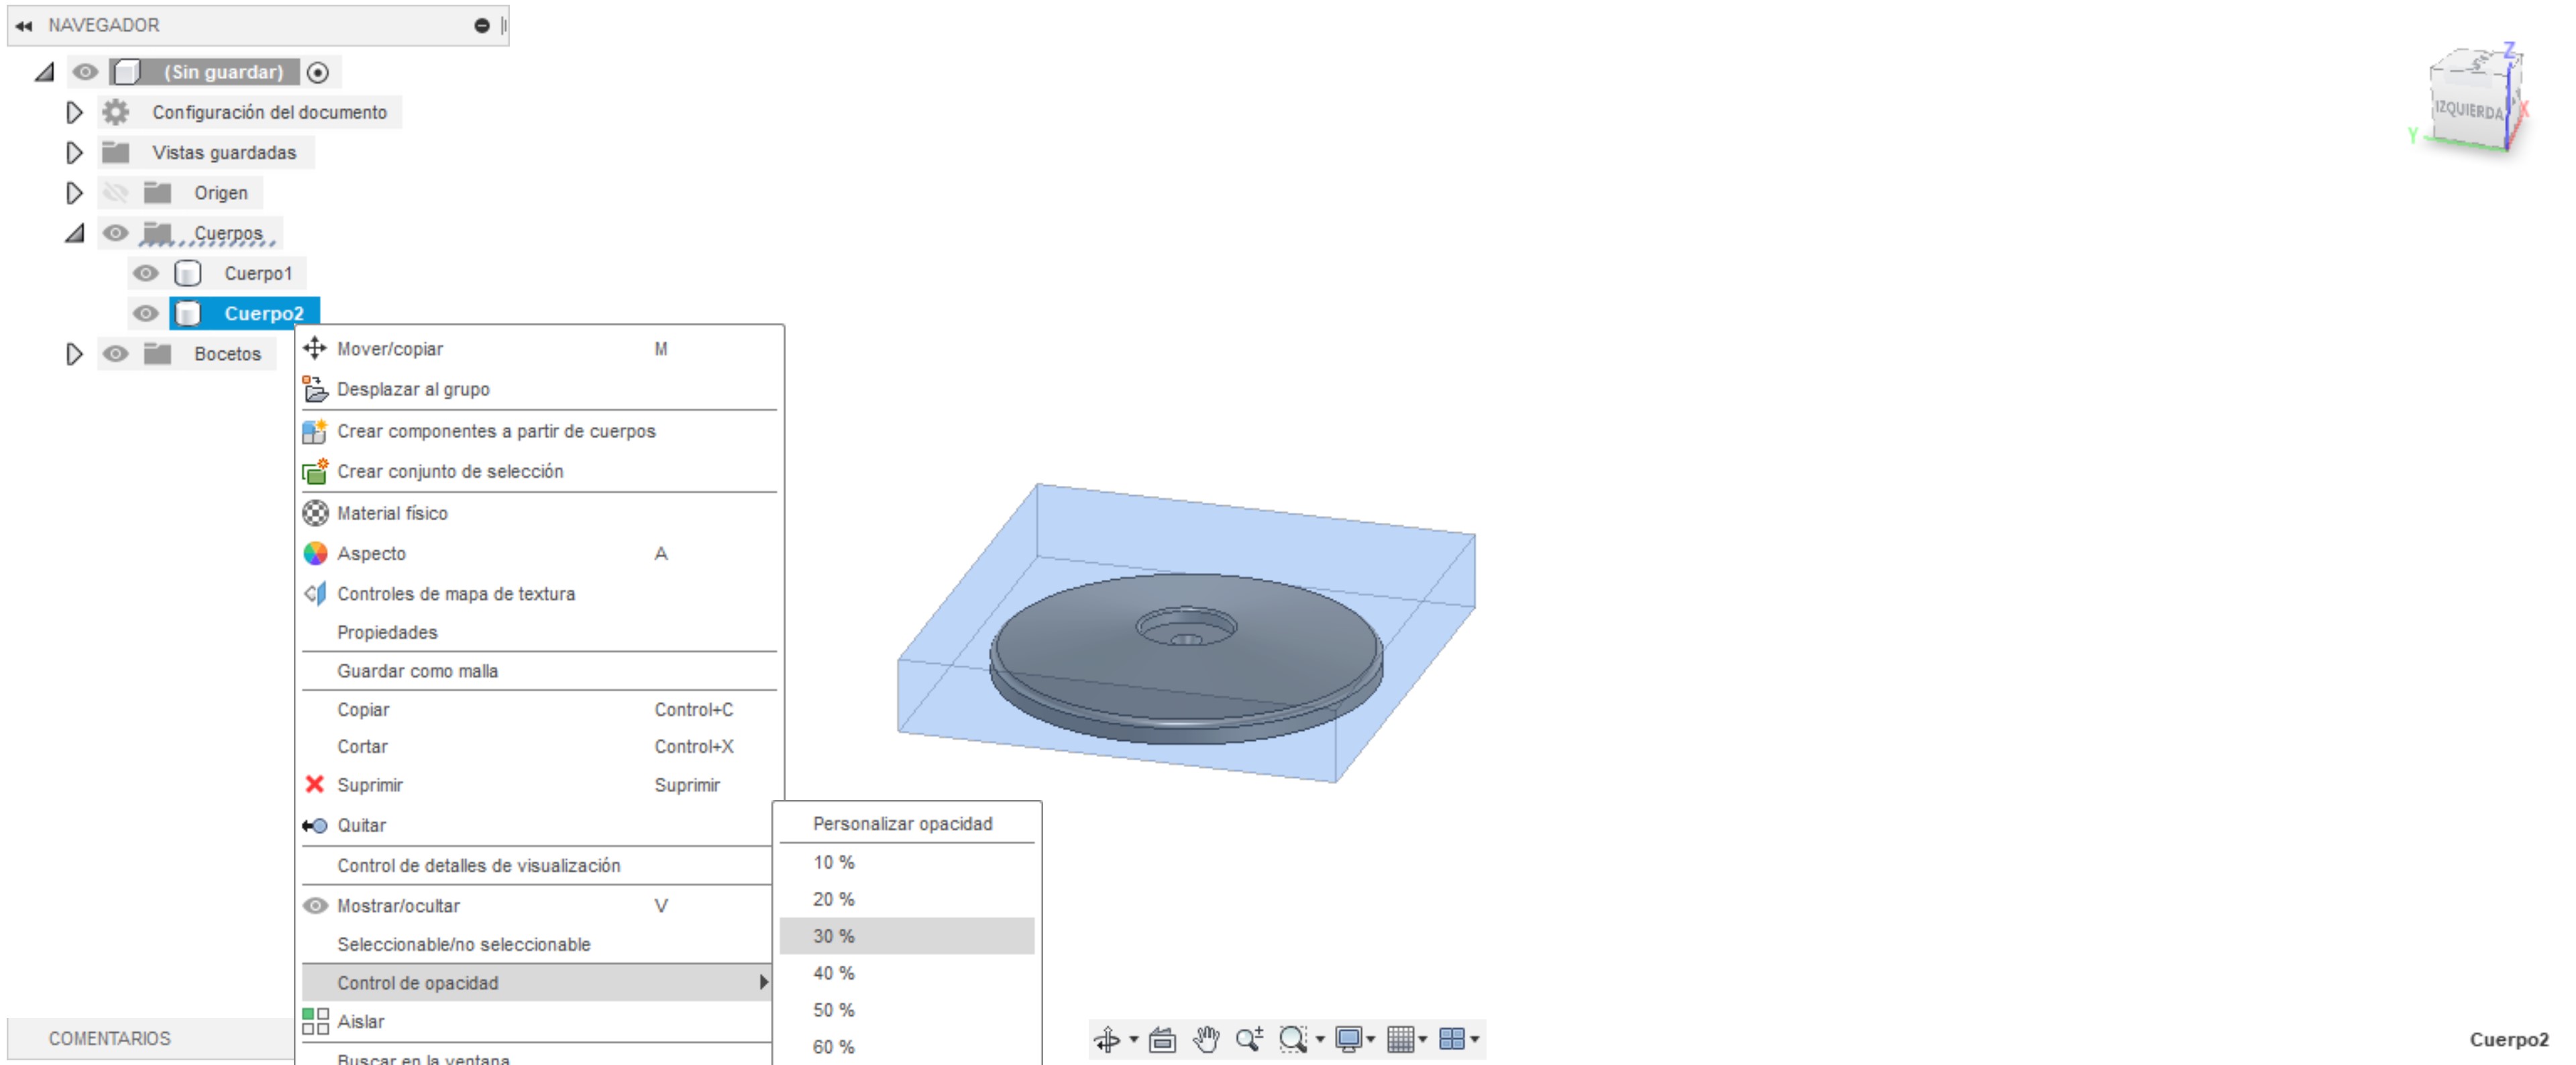 NAVEGADOR
(Sin guardar)
Configuración del documento
Vistas guardadas
Origen
Cuerpos
Cuerpo1
Cuerpo2
Bocetos
Mover/copiar M
Desplazar al grupo
Crear componentes a partir de cuerpos
Crear conjunto de selección
Material físico
Aspecto A
Controles de mapa de textura
Propiedades
Guardar como malla
Copiar Control+C
Cortar Control+X
Suprimir Suprimir
Quitar
Control de detalles de visualización
Mostrar/ocultar V
Seleccionable/no seleccionable
Control de opacidad
Aislar
Buscar en la ventana
Personalizar opacidad
10 %
20 %
30 %
40 %
50 %
60 %
COMENTARIOS
Z
IZQUIERDA
X
Y
Cuerpo2